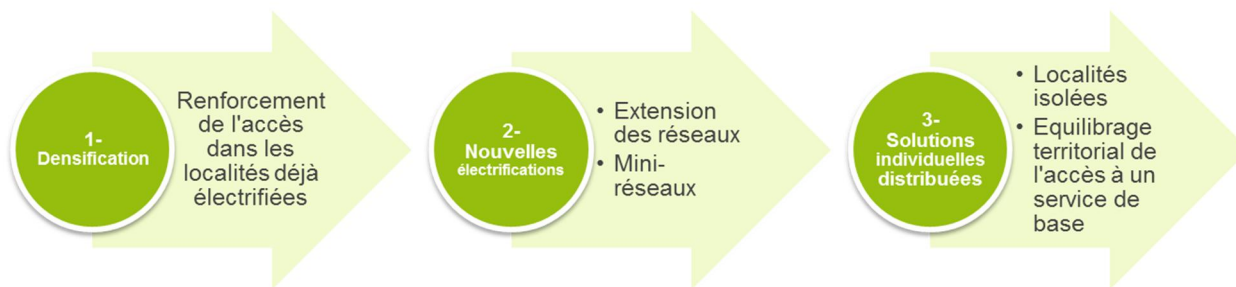 1-
Densification
Renforcement
de l'accès
dans les
localités déjà
électrifiées
2-
Nouvelles
électrifications
• Extension
des réseaux
• Mini-
réseaux
3-
Solutions
individuelles
distribuées
• Localités
isolées
• Equilibrage
territorial de
l'accès à un
service de
base